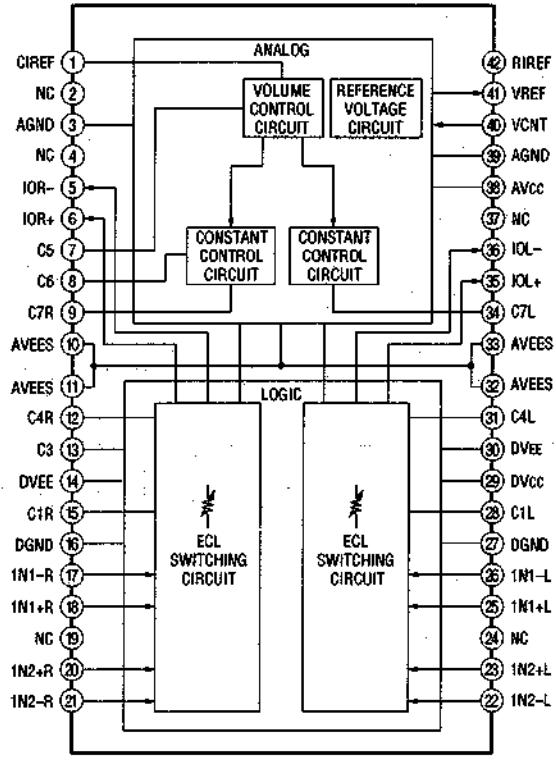 ANALOG
CIREF 1
NC 2
AGND 3
NC 4
IOR- 5
IOR+ 6
C5 7
C6 8
C7R 9
AVEES 10
AVEES 11
C4R 12
C3 13
DVEE 14
C1R 15
DGND 16
1N1-R 17
1N1+R 18
NC 19
1N2+R 20
1N2-R 21
VOLUME
CONTROL
CIRCUIT
REFERENCE
VOLTAGE
CIRCUIT
CONSTANT
CONTROL
CIRCUIT
CONSTANT
CONTROL
CIRCUIT
LOGIC
ECL
SWITCHING
CIRCUIT
ECL
SWITCHING
CIRCUIT
42 RIREF
41 VREF
40 VCNT
39 AGND
38 AVCC
37 NC
36 IOL-
35 IOL+
34 C7L
33 AVEES
32 AVEES
31 C4L
30 DVEE
29 DVCC
28 C1L
27 DGND
26 1N1-L
25 1N1+L
24 NC
23 1N2+L
22 1N2-L